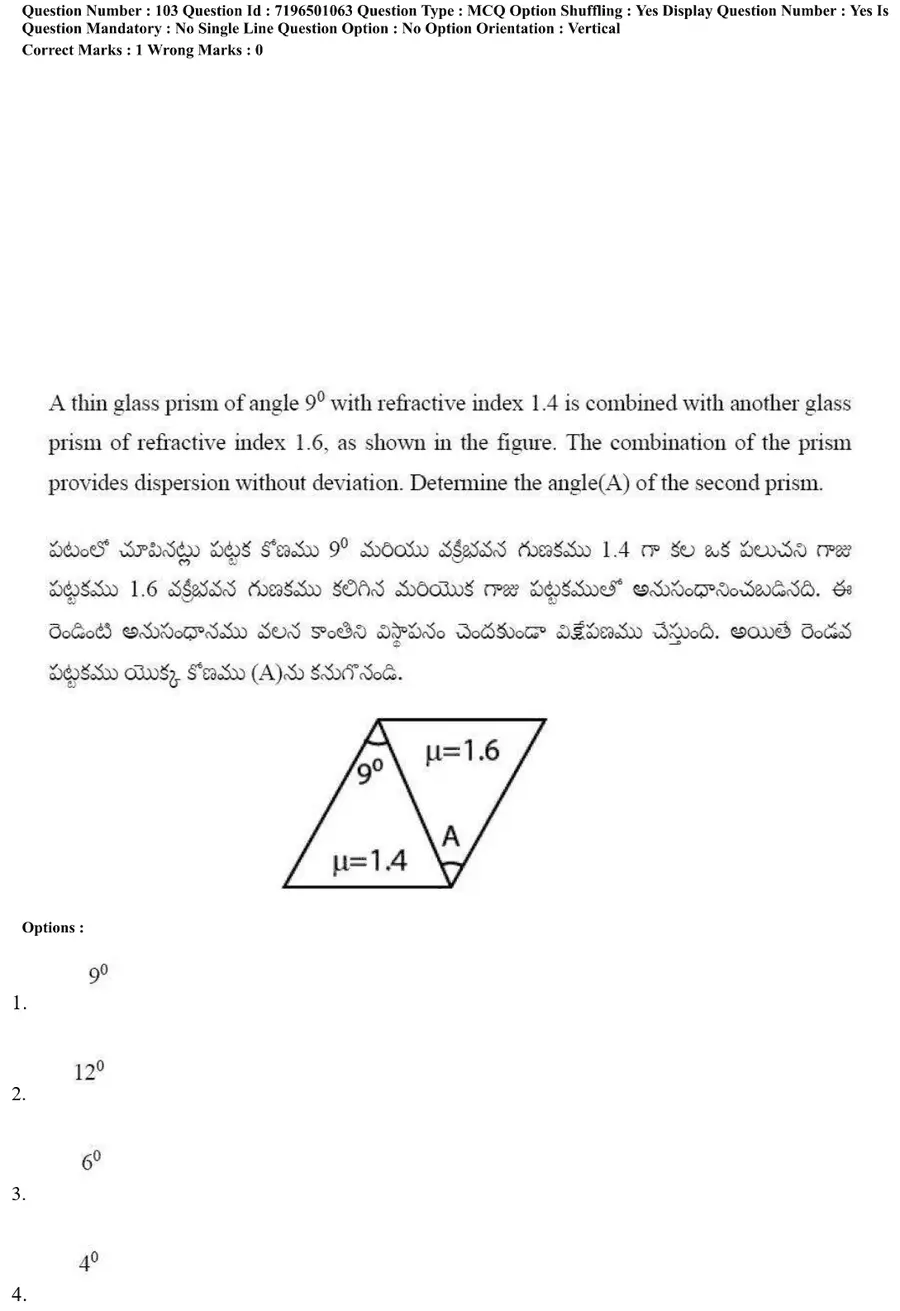 Question Number : 103 Question Id : 7196501063 Question Type : MCQ Option Shuffling : Yes Display Question Number : Yes Is
Question Mandatory : No Single Line Question Option : No Option Orientation : Vertical
Correct Marks : 1 Wrong Marks : 0
A thin glass prism of angle 9⁰ with refractive index 1.4 is combined with another glass
prism of refractive index 1.6, as shown in the figure. The combination of the prism
provides dispersion without deviation. Determine the angle(A) of the second prism.
పటంలో చూపినట్లు పట్టక కోణము 9⁰ మరియు వక్రీభవన గుణకము 1.4 గా కల ఒక పలుచని గాజు
పట్టకము 1.6 వక్రీభవన గుణకము కలిగిన మరియొక గాజు పట్టకముతో అనుసంధానించబడినది. ఈ
రెండింటి అనుసంధానము వలన కాంతిని విస్థాపనం చెందకుండా విక్షేపణము చేస్తుంది. అయితే రెండవ
పట్టకము యొక్క కోణము (A)ను కనుగొనండి.
μ=1.6
9⁰
A
μ=1.4
Options :
9⁰
1.
12⁰
2.
6⁰
3.
4⁰
4.